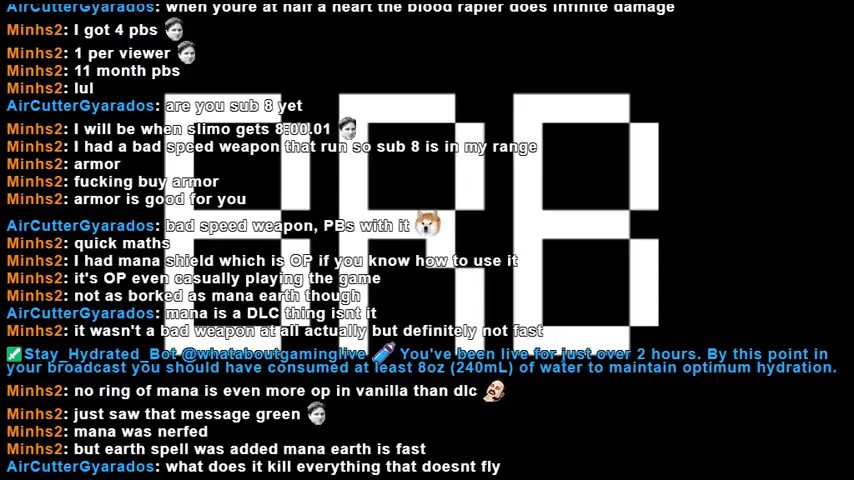 AirCutterGyarados: when youre at half a heart the blood rapier does infinite damage
Minhs2: I got 4 pbs
Minhs2: 1 per viewer
Minhs2: 11 month pbs
Minhs2: lul
AirCutterGyarados: are you sub 8 yet
Minhs2: I will be when slimo gets 8:00.01
Minhs2: I had a bad speed weapon that run so sub 8 is in my range
Minhs2: armor
Minhs2: fucking buy armor
Minhs2: armor is good for you
AirCutterGyarados: bad speed weapon, PBs with it
Minhs2: quick maths
Minhs2: I had mana shield which is OP if you know how to use it
Minhs2: it's OP even casually playing the game
Minhs2: not as borked as mana earth though
AirCutterGyarados: mana is a DLC thing isnt it
Minhs2: it wasn't a bad weapon at all actually but definitely not fast
Stay_Hydrated_Bot @whataboutgaminglive You've been live for just over 2 hours. By this point in
your broadcast you should have consumed at least 8oz (240mL) of water to maintain optimum hydration.
Minhs2: no ring of mana is even more op in vanilla than dlc
Minhs2: just saw that message green
Minhs2: mana was nerfed
Minhs2: but earth spell was added mana earth is fast
AirCutterGyarados: what does it kill everything that doesnt fly
BRB